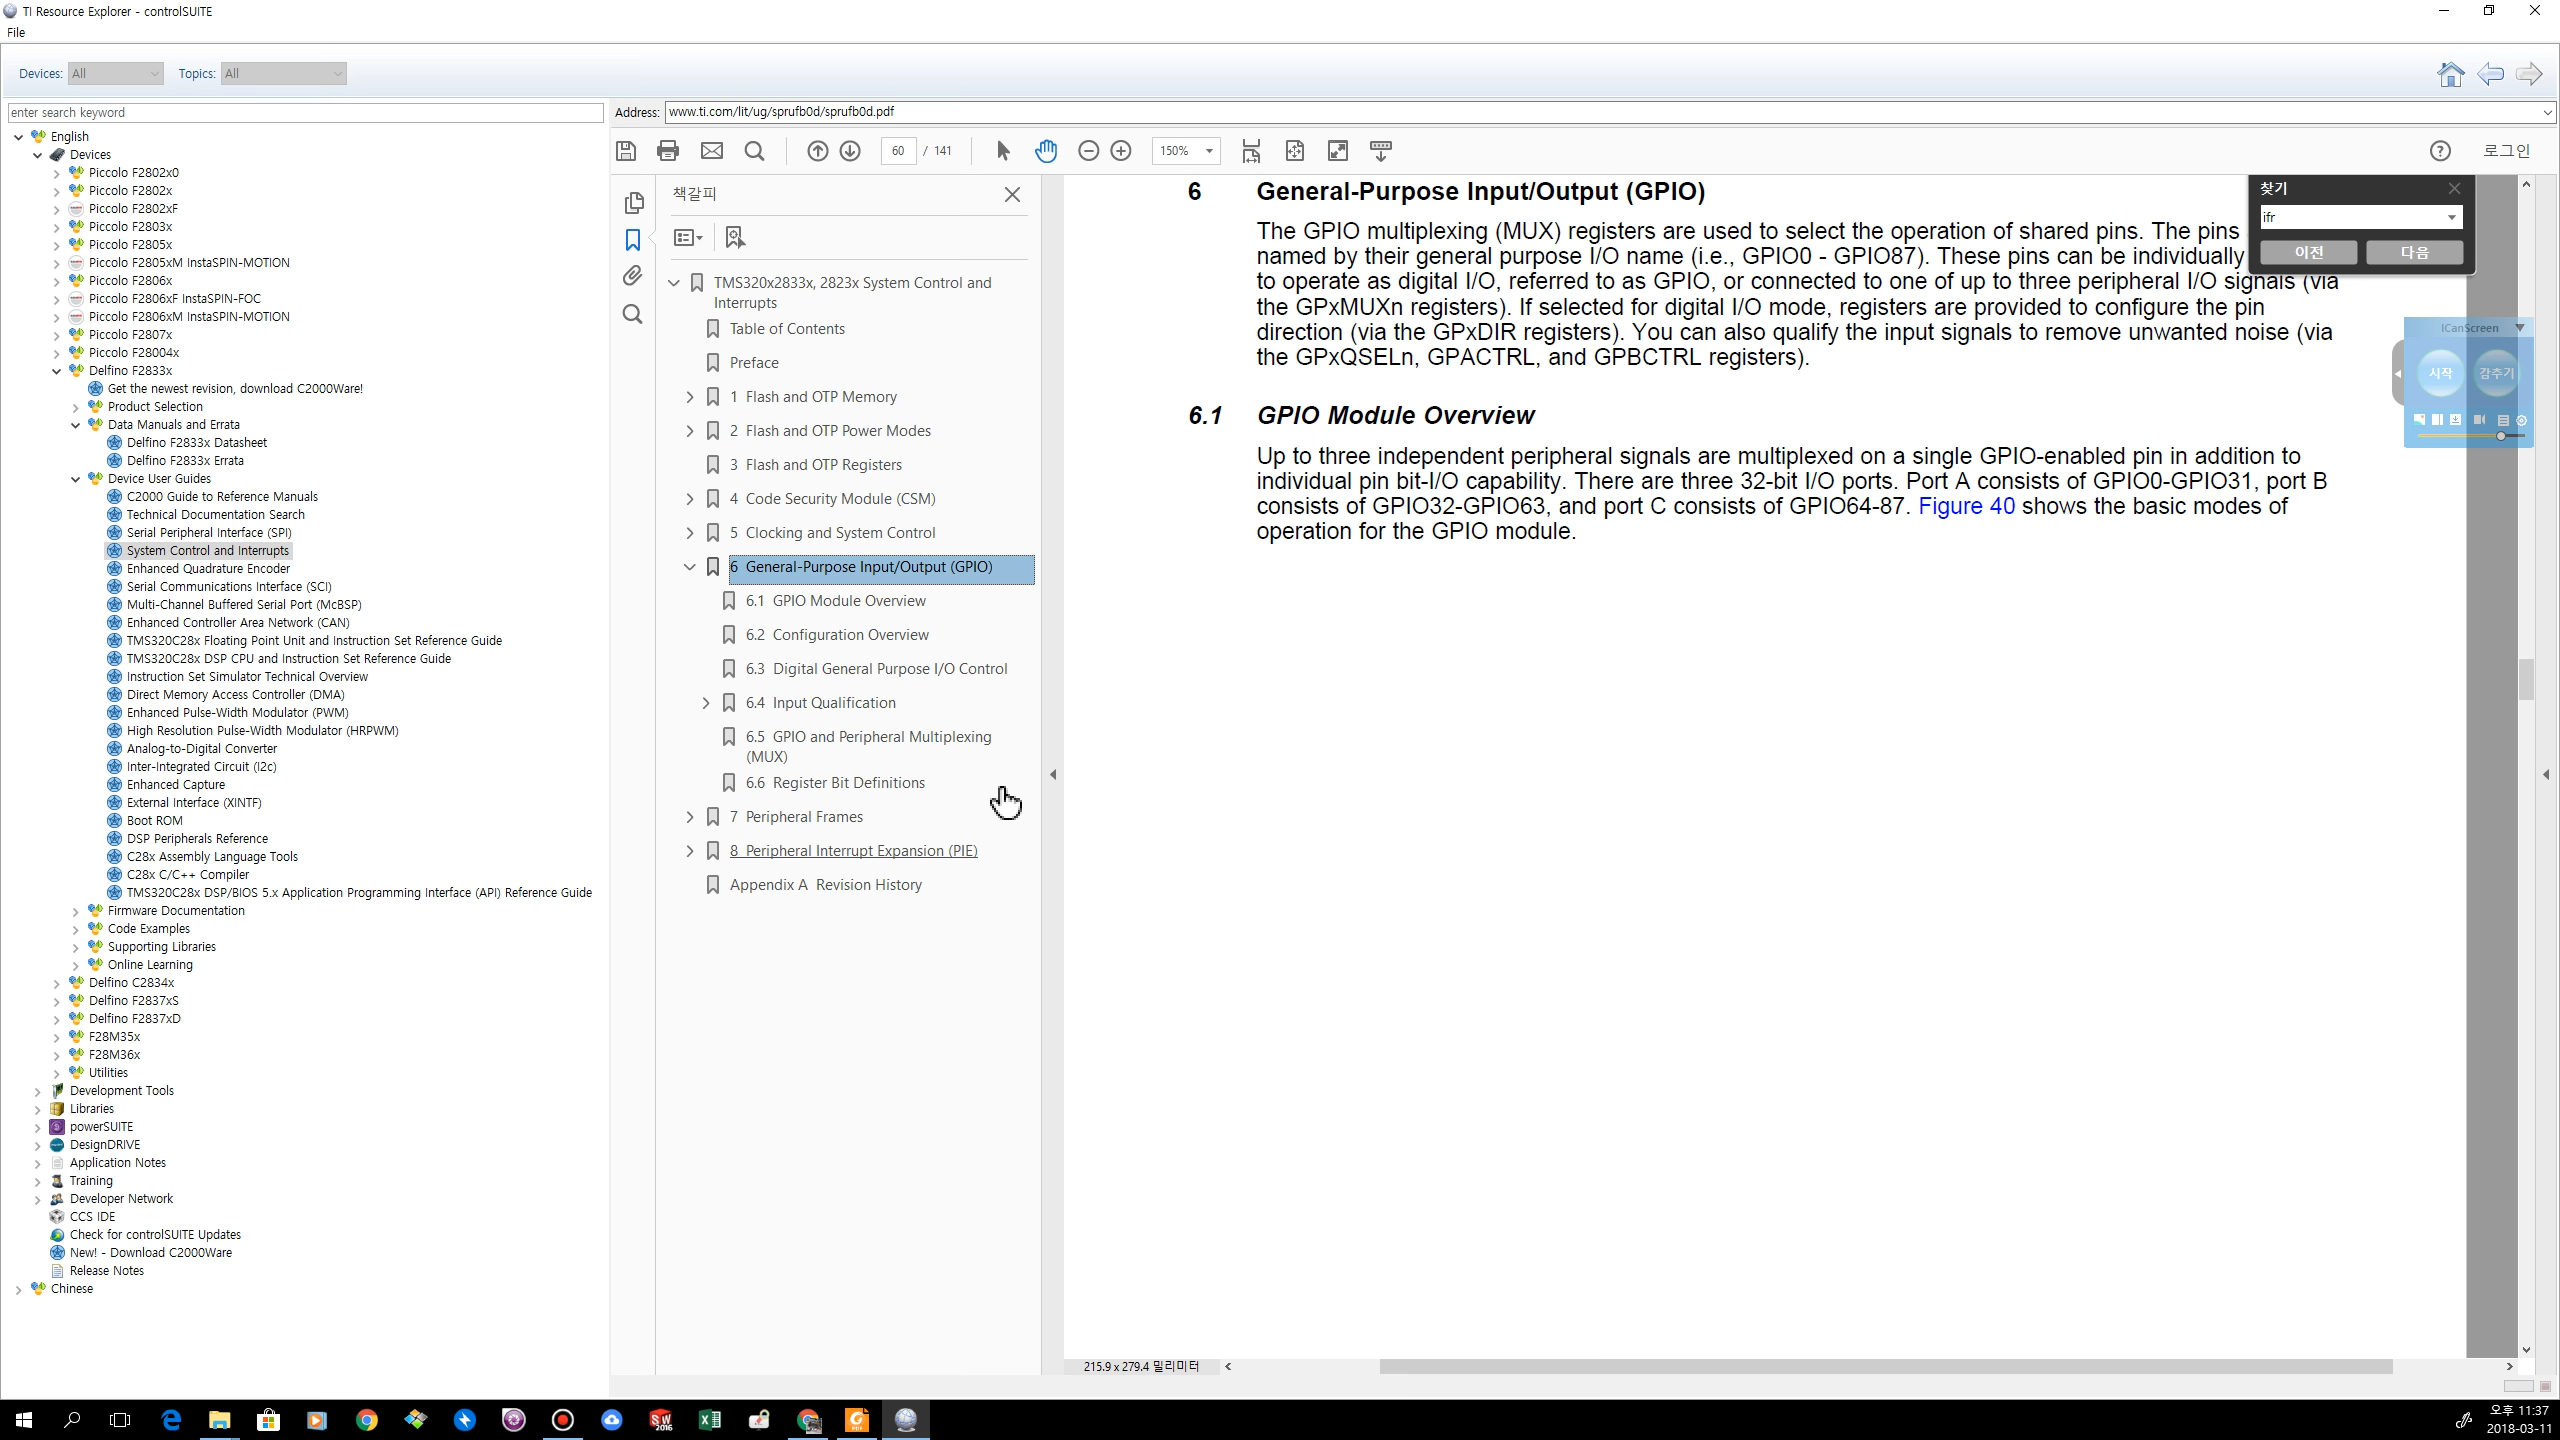 TI Resource Explorer - controlSUITE
File
Devices: All
Topics: All
enter search keyword
Address: www.ti.com/lit/ug/sprufb0d/sprufb0d.pdf
English
Devices
Piccolo F2802x0
Piccolo F2802x
Piccolo F2802xF
Piccolo F2803x
Piccolo F2805x
Piccolo F2805xM InstaSPIN-MOTION
Piccolo F2806x
Piccolo F2806xF InstaSPIN-FOC
Piccolo F2806xM InstaSPIN-MOTION
Piccolo F2807x
Piccolo F28004x
Delfino F2833x
Get the newest revision, download C2000Ware!
Product Selection
Data Manuals and Errata
Delfino F2833x Datasheet
Delfino F2833x Errata
Device User Guides
C2000 Guide to Reference Manuals
Technical Documentation Search
Serial Peripheral Interface (SPI)
System Control and Interrupts
Enhanced Quadrature Encoder
Serial Communications Interface (SCI)
Multi-Channel Buffered Serial Port (McBSP)
Enhanced Controller Area Network (CAN)
TMS320C28x Floating Point Unit and Instruction Set Reference Guide
TMS320C28x DSP CPU and Instruction Set Reference Guide
Instruction Set Simulator Technical Overview
Direct Memory Access Controller (DMA)
Enhanced Pulse-Width Modulator (PWM)
High Resolution Pulse-Width Modulator (HRPWM)
Analog-to-Digital Converter
Inter-Integrated Circuit (I2c)
Enhanced Capture
External Interface (XINTF)
Boot ROM
DSP Peripherals Reference
C28x Assembly Language Tools
C28x C/C++ Compiler
TMS320C28x DSP/BIOS 5.x Application Programming Interface (API) Reference Guide
Firmware Documentation
Code Examples
Supporting Libraries
Online Learning
Delfino C2834x
Delfino F2837xS
Delfino F2837xD
F28M35x
F28M36x
Utilities
Development Tools
Libraries
powerSUITE
DesignDRIVE
Application Notes
Training
Developer Network
CCS IDE
Check for controlSUITE Updates
New! - Download C2000Ware
Release Notes
Chinese
60 / 141
150%
로그인
책갈피
TMS320x2833x, 2823x System Control and
Interrupts
Table of Contents
Preface
1 Flash and OTP Memory
2 Flash and OTP Power Modes
3 Flash and OTP Registers
4 Code Security Module (CSM)
5 Clocking and System Control
6 General-Purpose Input/Output (GPIO)
6.1 GPIO Module Overview
6.2 Configuration Overview
6.3 Digital General Purpose I/O Control
6.4 Input Qualification
6.5 GPIO and Peripheral Multiplexing
(MUX)
6.6 Register Bit Definitions
7 Peripheral Frames
8 Peripheral Interrupt Expansion (PIE)
Appendix A Revision History
6 General-Purpose Input/Output (GPIO)
The GPIO multiplexing (MUX) registers are used to select the operation of shared pins. The pins
named by their general purpose I/O name (i.e., GPIO0 - GPIO87). These pins can be individually
to operate as digital I/O, referred to as GPIO, or connected to one of up to three peripheral I/O signals (via
the GPxMUXn registers). If selected for digital I/O mode, registers are provided to configure the pin
direction (via the GPxDIR registers). You can also qualify the input signals to remove unwanted noise (via
the GPxQSELn, GPACTRL, and GPBCTRL registers).
6.1 GPIO Module Overview
Up to three independent peripheral signals are multiplexed on a single GPIO-enabled pin in addition to
individual pin bit-I/O capability. There are three 32-bit I/O ports. Port A consists of GPIO0-GPIO31, port B
consists of GPIO32-GPIO63, and port C consists of GPIO64-87. Figure 40 shows the basic modes of
operation for the GPIO module.
찾기
ifr
이전 다음
ICanScreen
시작 감추기
215.9 x 279.4 밀리미터
SW
2016
오후 11:37
2018-03-11